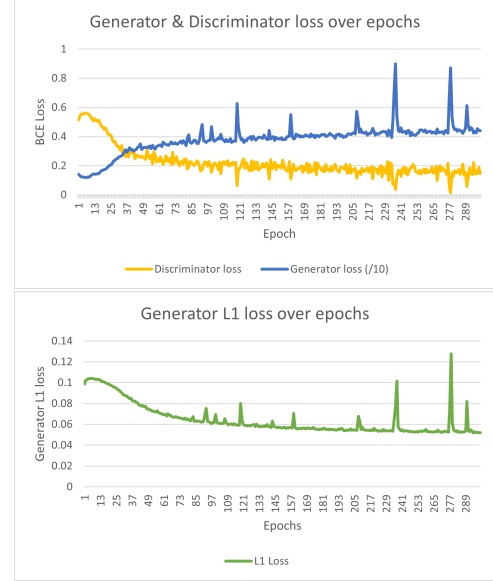 Generator & Discriminator loss over epochs
1
0.8
0.6
0.4
0.2
0
BCE Loss
1 13 25 37 49 61 73 85 97 109 121 133 145 157 169 181 193 205 217 229 241 253 265 277 289
Epoch
Discriminator loss Generator loss (/10)
Generator L1 loss over epochs
0.14
0.12
0.1
0.08
0.06
0.04
0.02
0
Generator L1 loss
1 13 25 37 49 61 73 85 97 109 121 133 145 157 169 181 193 205 217 229 241 253 265 277 289
Epochs
L1 Loss